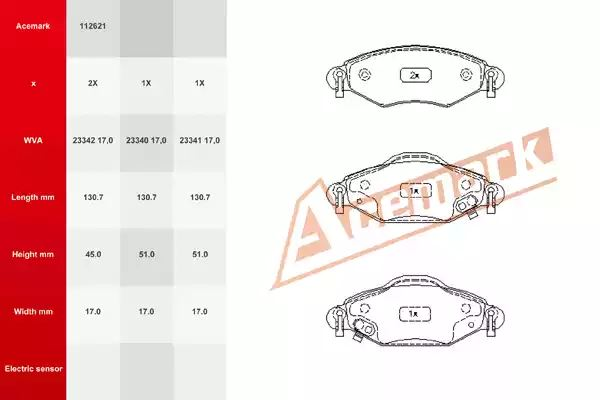 Acemark 112621
x 2X 1X 1X
WVA 23342 17,0 23340 17,0 23341 17,0
Length mm 130.7 130.7 130.7
Height mm 45.0 51.0 51.0
Width mm 17.0 17.0 17.0
Electric sensor
2x
1x
1x
Acemark